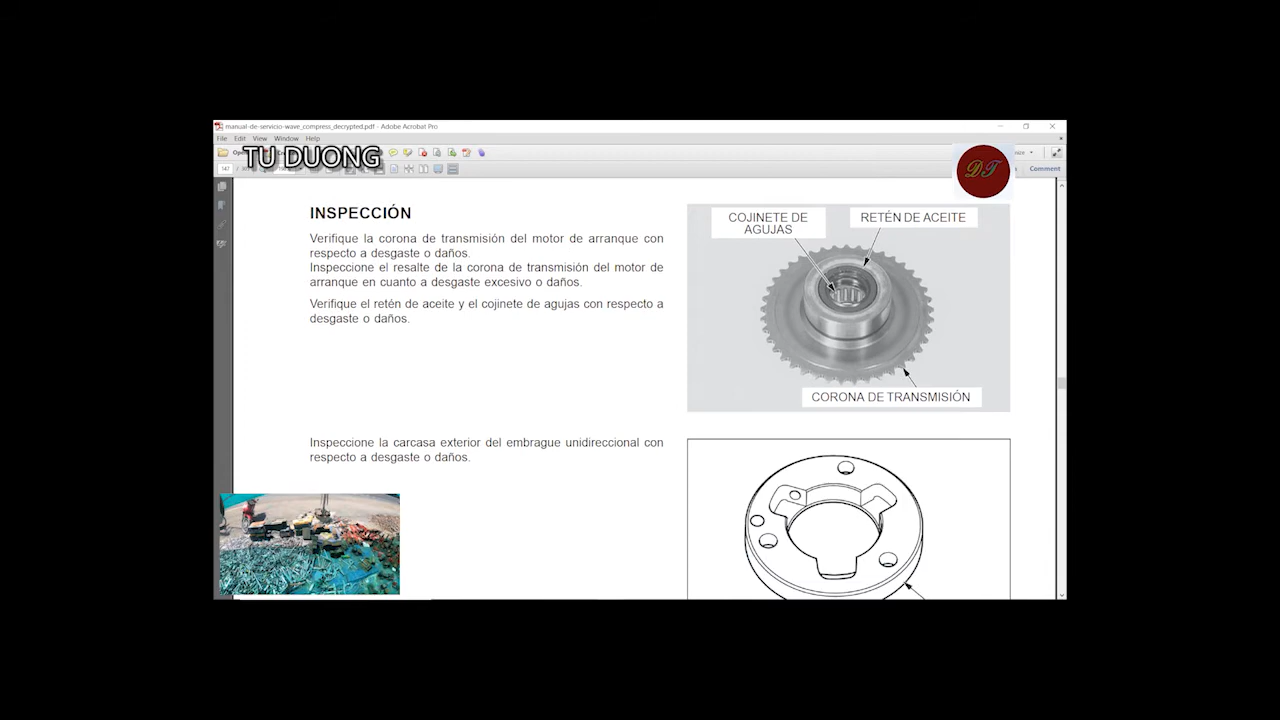 manual-de-servicio-wave_compress_decrypted.pdf - Adobe Acrobat Pro
File Edit View Window Help
TU DUONG
DT
147
Comment
INSPECCIÓN
Verifique la corona de transmisión del motor de arranque con
respecto a desgaste o daños.
Inspeccione el resalte de la corona de transmisión del motor de
arranque en cuanto a desgaste excesivo o daños.
Verifique el retén de aceite y el cojinete de agujas con respecto a
desgaste o daños.
COJINETE DE
AGUJAS
RETÉN DE ACEITE
CORONA DE TRANSMISIÓN
Inspeccione la carcasa exterior del embrague unidireccional con
respecto a desgaste o daños.